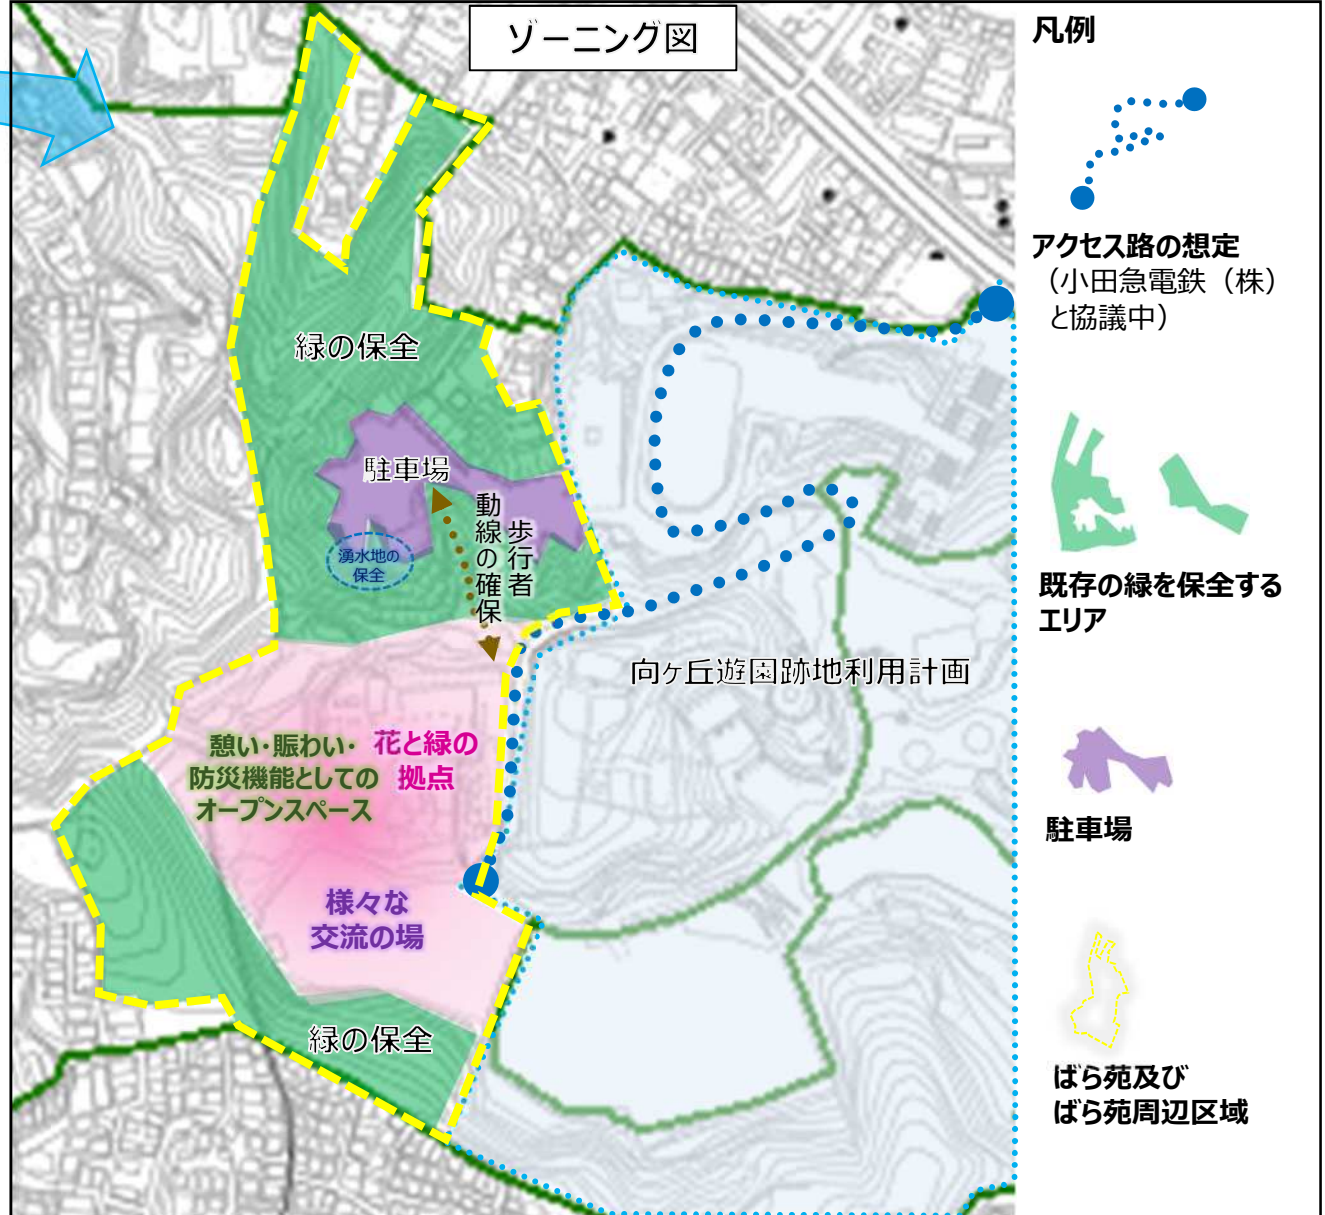 ゾーニング図
緑の保全
駐車場
動線の確保
歩行者
湧水地の
保全
向ヶ丘遊園跡地利用計画
憩い・賑わい・
防災機能としての
オープンスペース
花と緑の
拠点
様々な
交流の場
緑の保全
凡例
アクセス路の想定
（小田急電鉄（株）
と協議中）
既存の緑を保全する
エリア
駐車場
ばら苑及び
ばら苑周辺区域